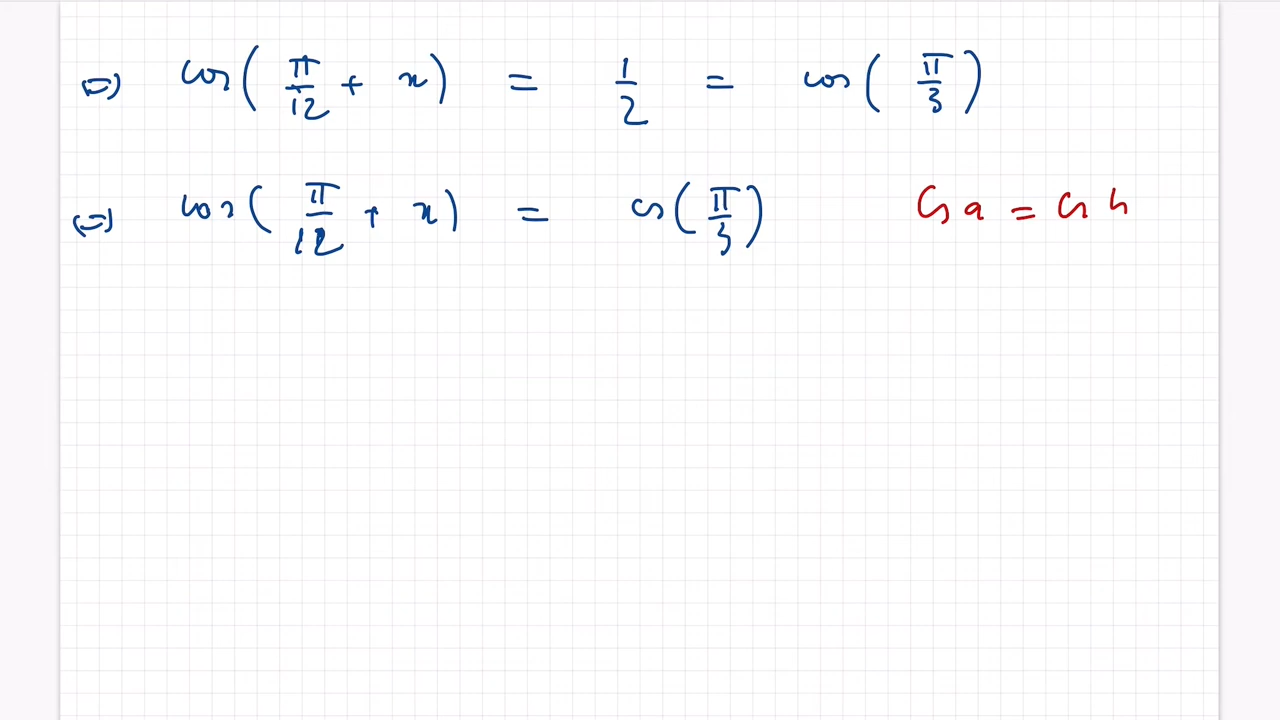 ⇔ cos( π/12 + x ) = 1/2 = cos( π/3 )
⇔ cos( π/12 + x ) = cos( π/3 ) cos a = cos b